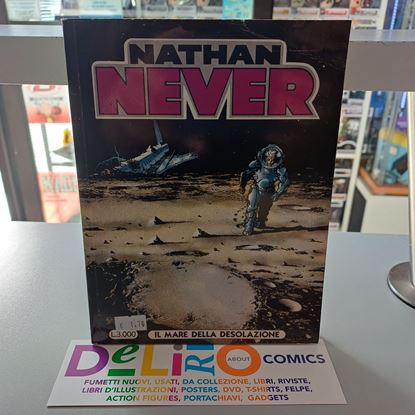 NATHAN
NEVER
€ 1,70
L.3.000
IL MARE DELLA DESOLAZIONE
DeLiRiO ABOUT COMICS
FUMETTI NUOVI, USATI, DA COLLEZIONE, LIBRI, RIVISTE,
LIBRI D'ILLUSTRAZIONI, POSTERS, DVD, T-SHIRTS, FELPE,
ACTION FIGURES, PORTACHIAVI, GADGETS